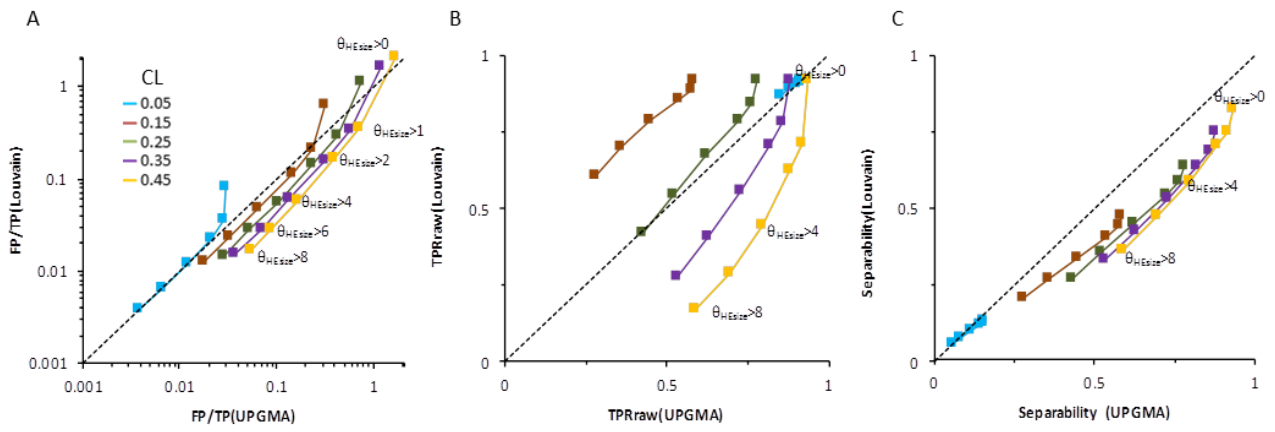 A
θHEsize>0
CL
0.05
0.15
0.25
0.35
0.45
θHEsize>1
θHEsize>2
θHEsize>4
θHEsize>6
θHEsize>8
FP/TP(Louvain)
1
0.1
0.01
0.001
0.001
0.01
0.1
1
FP/TP(UPGMA)
B
θHEsize>0
θHEsize>4
θHEsize>8
TPRraw(Louvain)
1
0.5
0
0
0.5
1
TPRraw(UPGMA)
C
θHEsize>0
θHEsize>4
θHEsize>8
Separability(Louvain)
1
0.5
0
0
0.5
1
Separability (UPGMA)